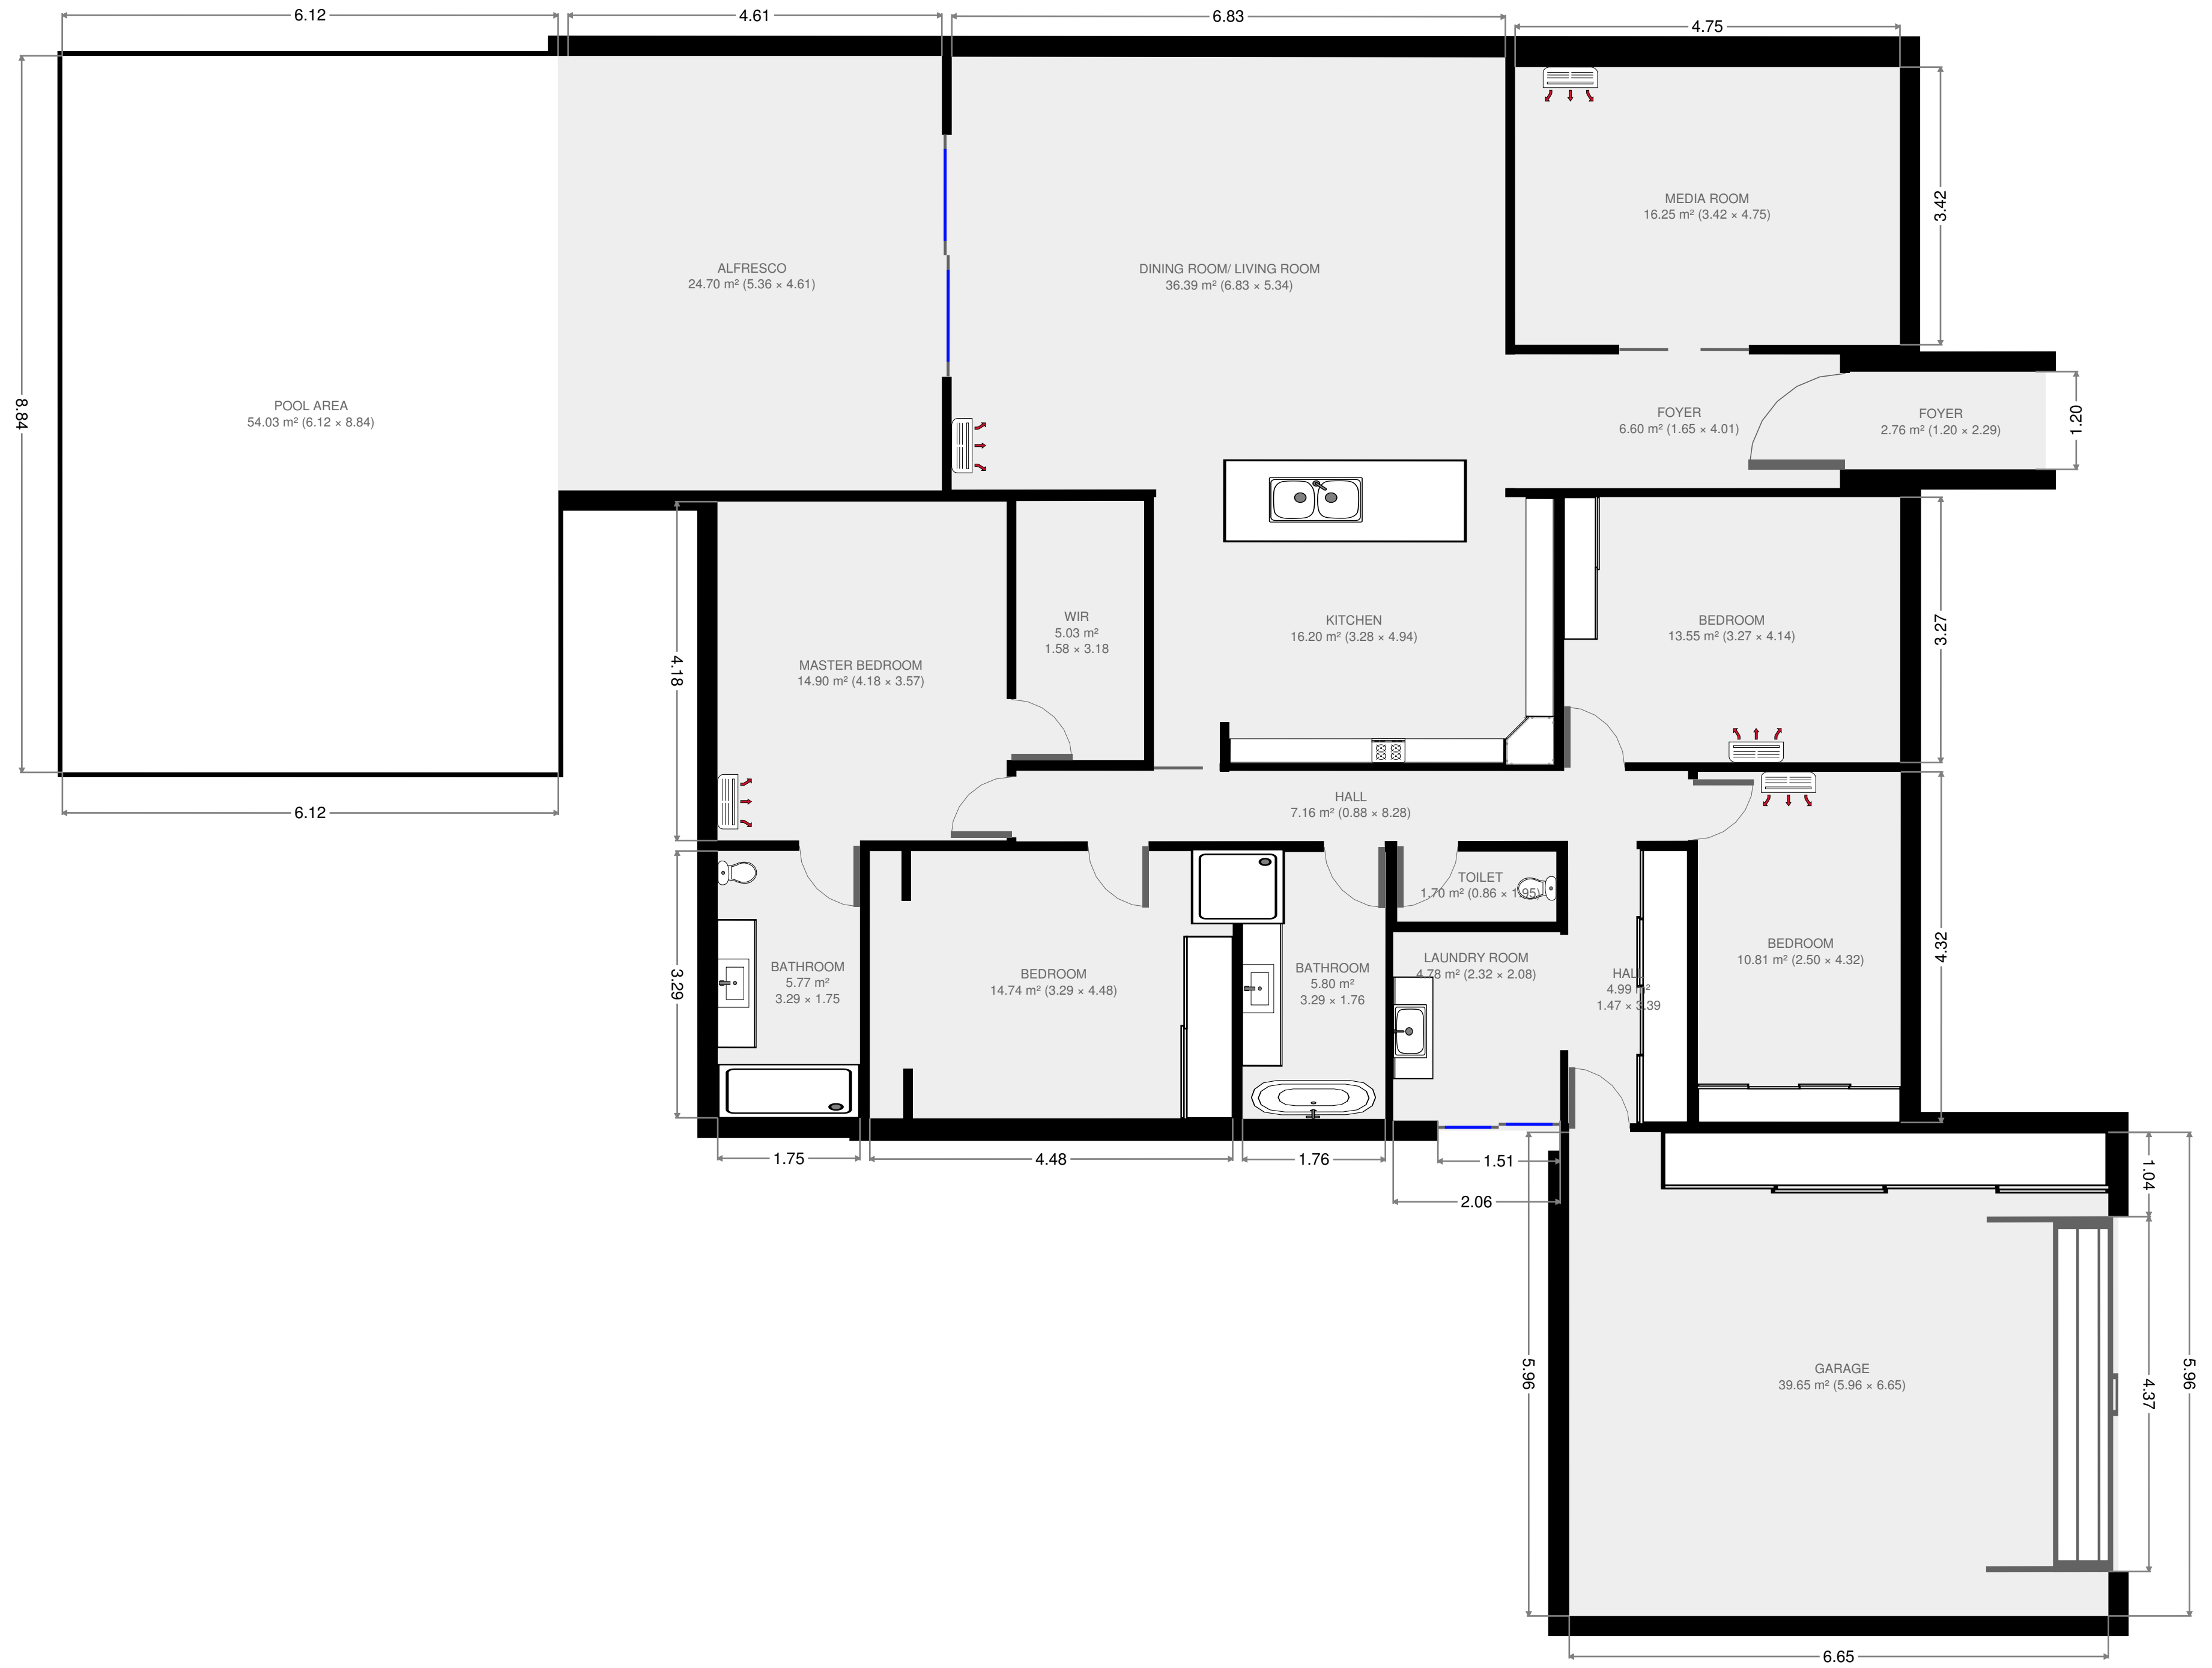 6.12
4.61
6.83
4.75
8.84
POOL AREA
54.03 m² (6.12 × 8.84)
6.12
ALFRESCO
24.70 m² (5.36 × 4.61)
DINING ROOM/ LIVING ROOM
36.39 m² (6.83 × 5.34)
MEDIA ROOM
16.25 m² (3.42 × 4.75)
3.42
FOYER
6.60 m² (1.65 × 4.01)
FOYER
2.76 m² (1.20 × 2.29)
1.20
4.18
MASTER BEDROOM
14.90 m² (4.18 × 3.57)
WIR
5.03 m²
1.58 × 3.18
KITCHEN
16.20 m² (3.28 × 4.94)
BEDROOM
13.55 m² (3.27 × 4.14)
3.27
HALL
7.16 m² (0.88 × 8.28)
3.29
BATHROOM
5.77 m²
3.29 × 1.75
BEDROOM
14.74 m² (3.29 × 4.48)
BATHROOM
5.80 m²
3.29 × 1.76
TOILET
1.70 m² (0.86 × 1.95)
LAUNDRY ROOM
4.78 m² (2.32 × 2.08)
HALL
4.99 m²
1.47 × 3.39
BEDROOM
10.81 m² (2.50 × 4.32)
4.32
1.75
4.48
1.76
1.51
2.06
1.04
5.96
GARAGE
39.65 m² (5.96 × 6.65)
4.37
5.96
6.65